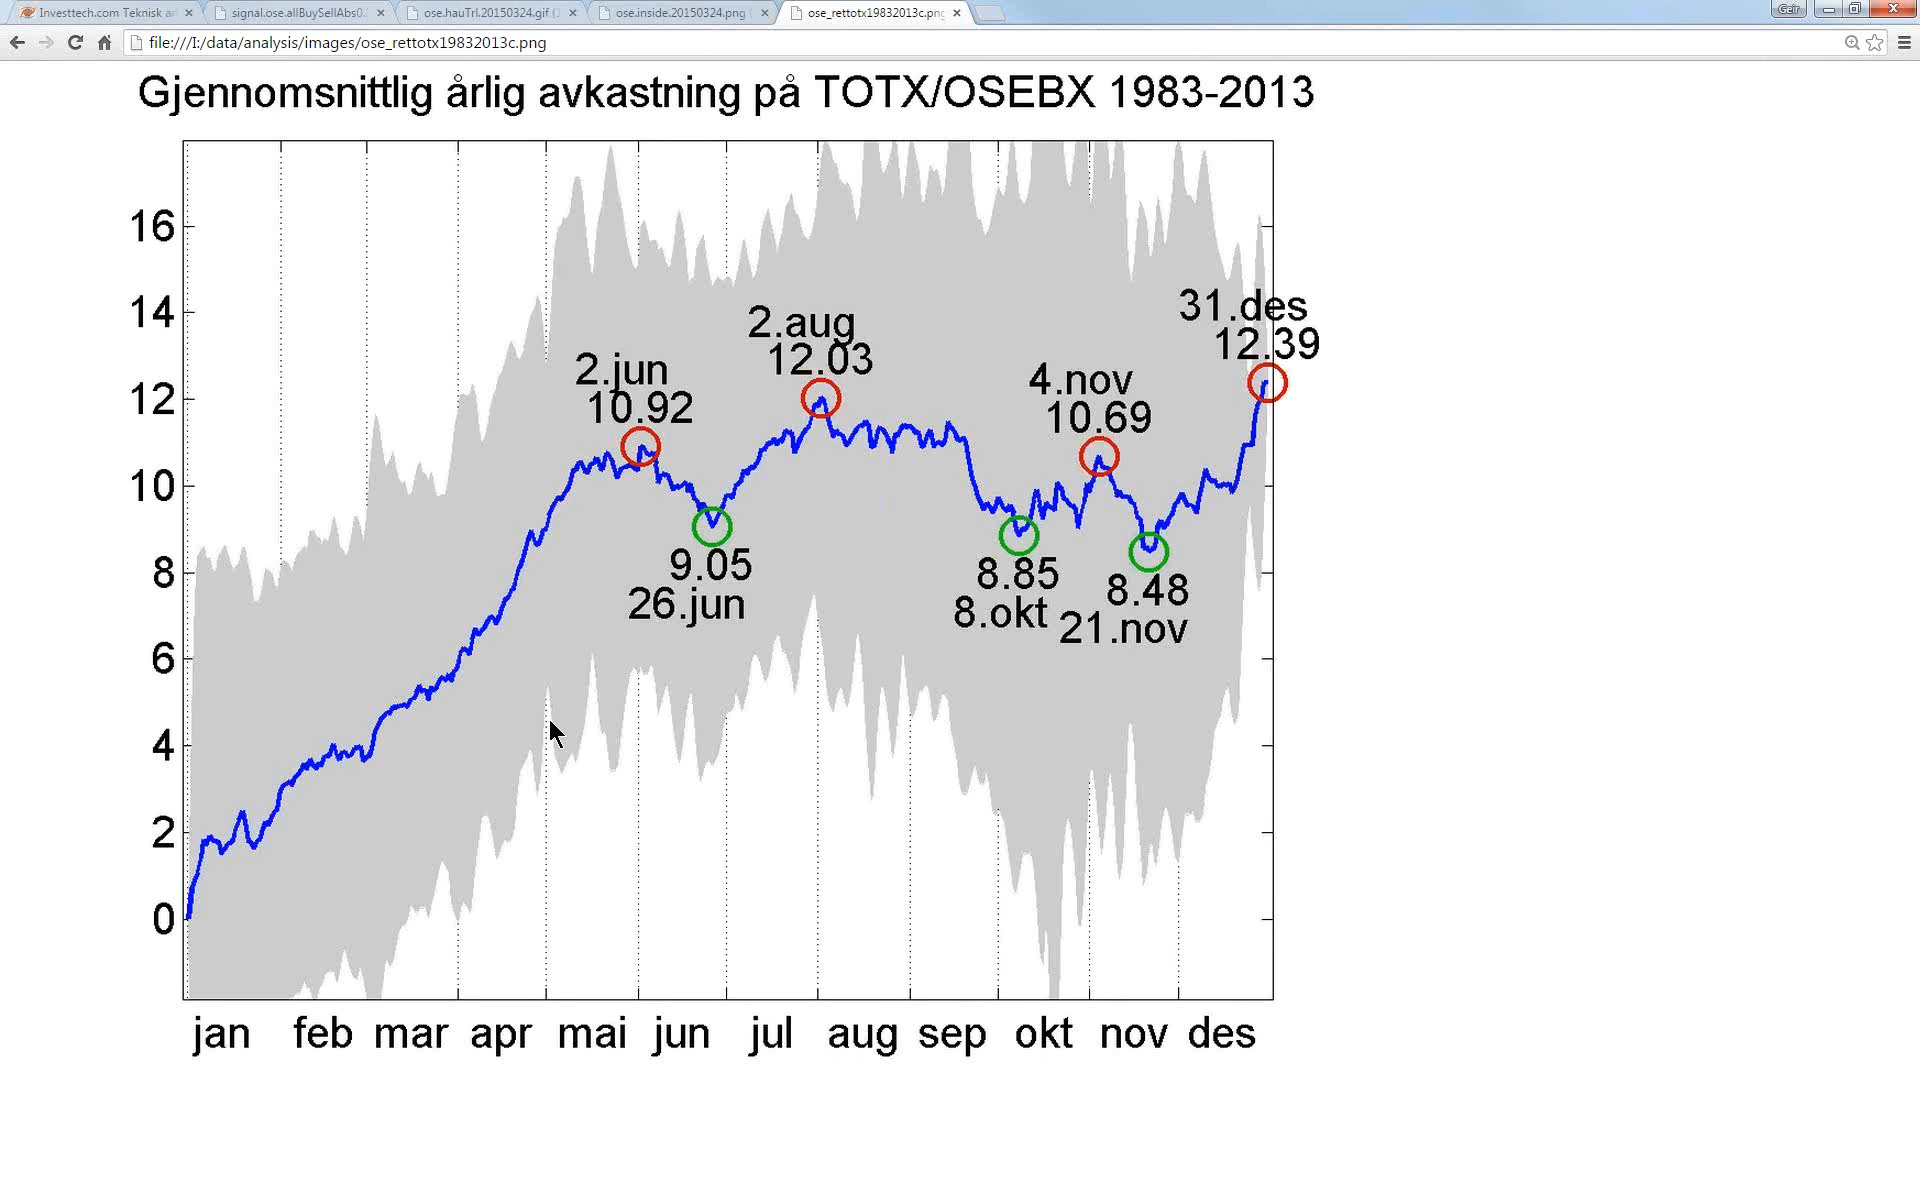 Investtech.com Teknisk a
signal.ose.allBuySellAbs0.
ose.hauTrl.20150324.gif (
ose.inside.20150324.png
ose_rettotx19832013c.png
Geir
file:///I:/data/analysis/images/ose_rettotx19832013c.png
Gjennomsnittlig årlig avkastning på TOTX/OSEBX 1983-2013
16
14
12
10
8
6
4
2
0
2.jun
10.92
2.aug
12.03
4.nov
10.69
31.des
12.39
9.05
26.jun
8.85
8.okt
8.48
21.nov
jan feb mar apr mai jun jul aug sep okt nov des